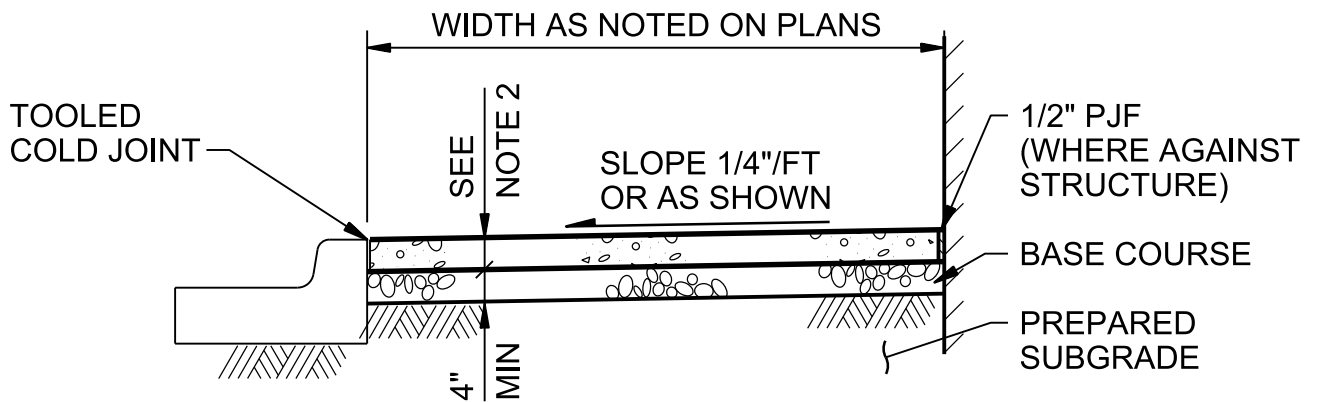 WIDTH AS NOTED ON PLANS
TOOLED
COLD JOINT
SEE
NOTE 2
SLOPE 1/4"/FT
OR AS SHOWN
1/2" PJF
(WHERE AGAINST
STRUCTURE)
BASE COURSE
4"
MIN
PREPARED
SUBGRADE